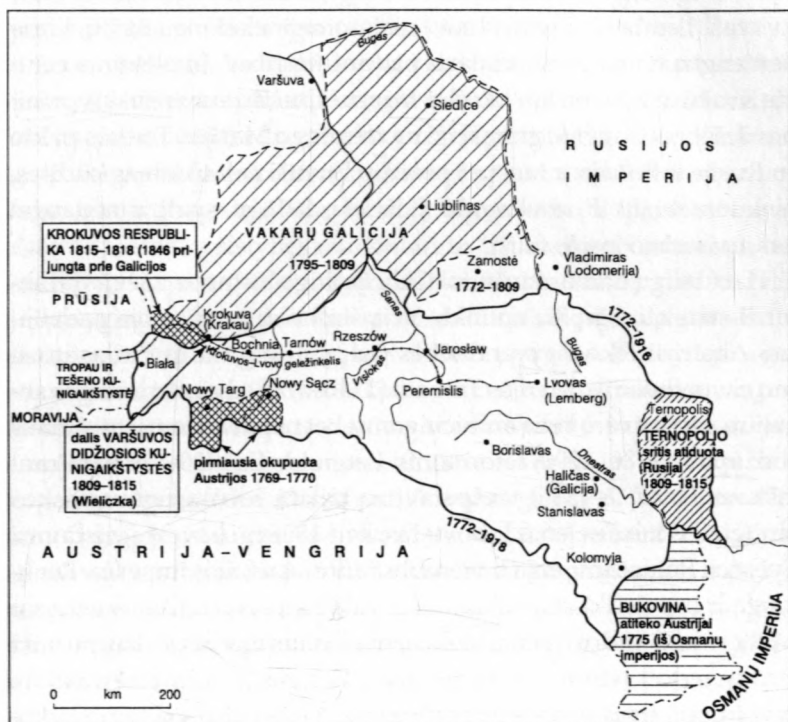 Bugas
Varšuva
Siedlce
RUSIJOS
IMPERIJA
Liublinas
KROKUVOS RESPUBLI-
KA 1815–1818 (1846 pri-
jungta prie Galicijos
VAKARŲ GALICIJA
1795–1809
Zamostė
1772–1809
Vladimiras
(Lodomerija)
PRŪSIJA
Sanas
Krokuva
(Krakau)
Bochnia
Tarnów
Rzeszów
Jaroslaw
Krokuvos–Lvovo geležinkelis
Biała
Bugas
1772–1917
TROPAU IR
TEŠENO KU-
NIGAIKŠTYSTĖS
Nowy Targ
Nowy Sącz
Vislok
Peremislis
Lvovas
(Lemberg)
Ternopolis
TERNOPOLIO
sritis atiduota
(Rusijai
1809–1815)
MORAVIJA
dalis VARŠUVOS
DIDŽIOSIOS KU-
NIGAIKŠTYSTĖS
1809–1815
(Wieliczka)
pirmiausia okupuota
Austrijos 1769–1770
Borislavas
Dniestras
Haličas
(Galicija)
Stanislavas
1772–1918
AUSTRIJA–VENGRIJA
Kolomyja
BUKOVINA
atiteko Austrijai
1775 (iš Osmanų
imperijos)
OSMANŲ IMPERIJA
0 km 200